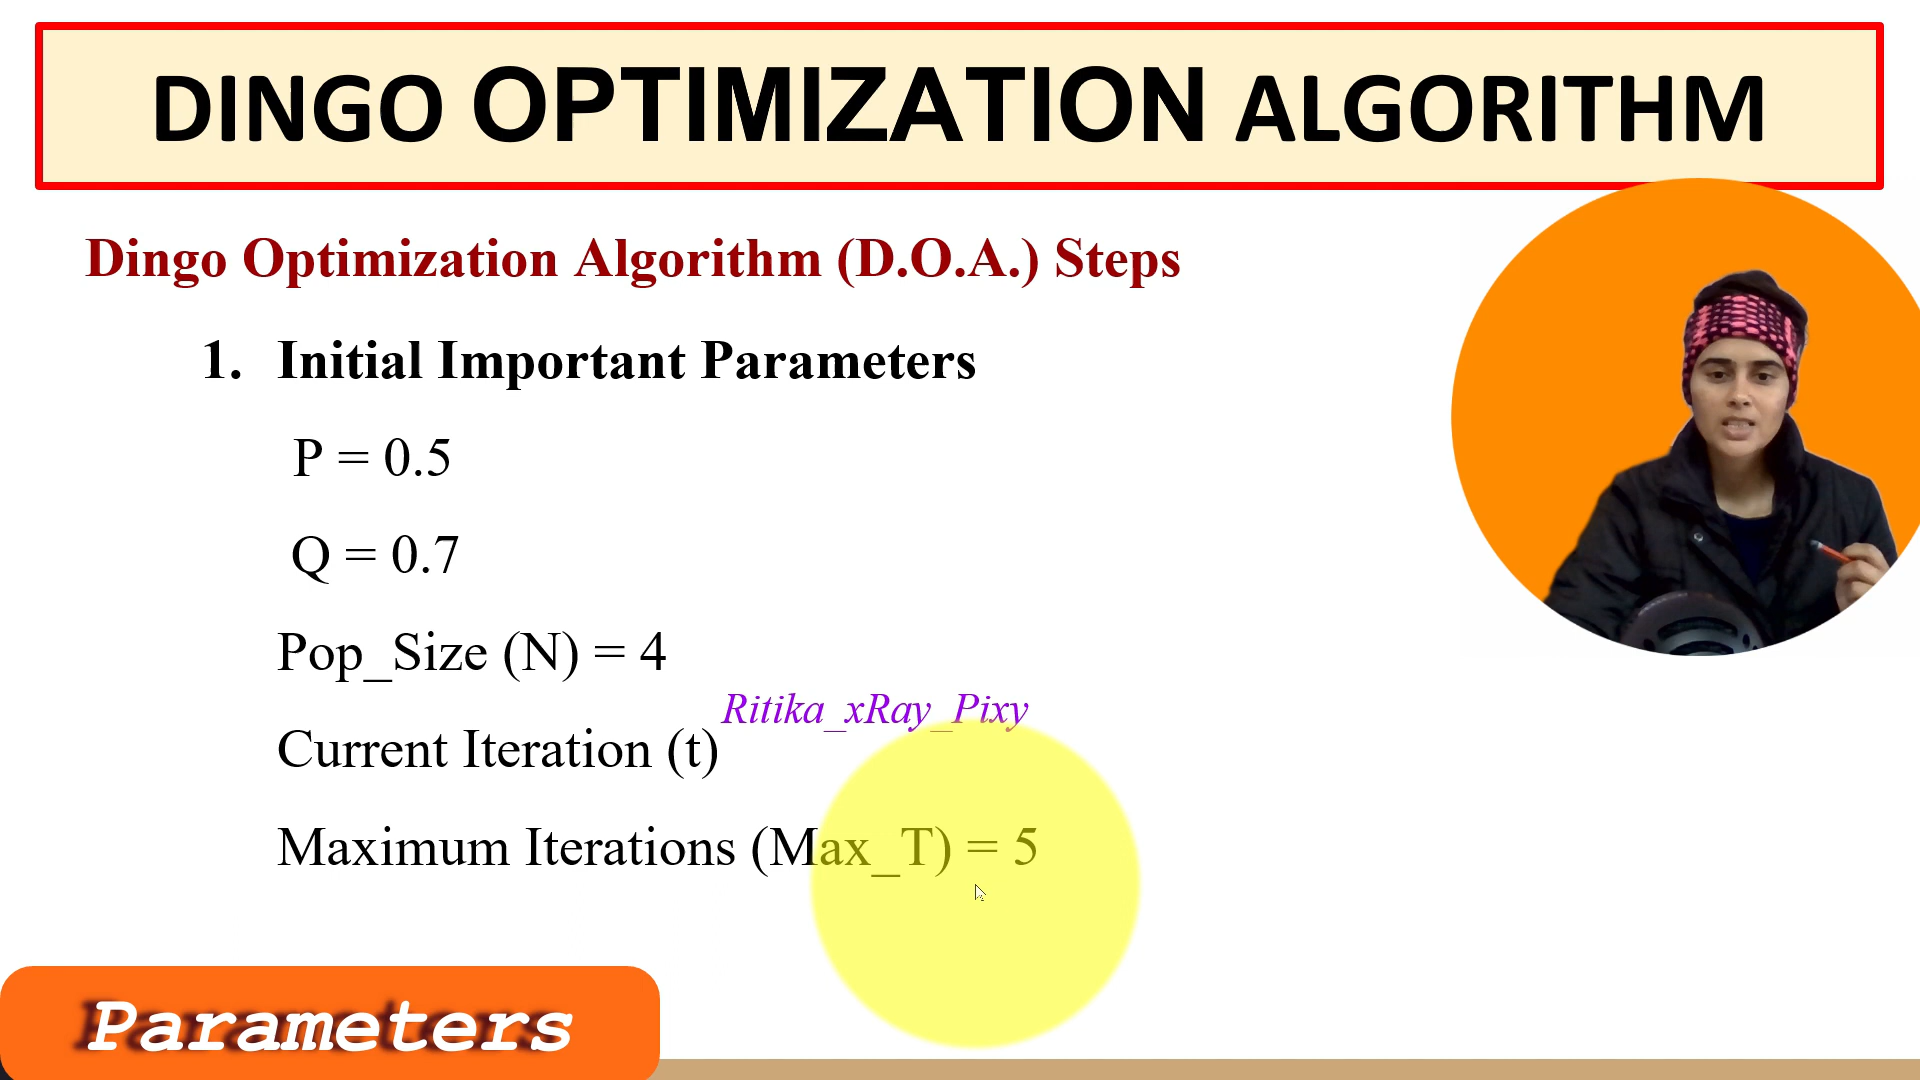 DINGO OPTIMIZATION ALGORITHM
Dingo Optimization Algorithm (D.O.A.) Steps
1. Initial Important Parameters
P = 0.5
Q = 0.7
Pop_Size (N) = 4
Ritika_xRay_Pixy
Current Iteration (t)
Maximum Iterations (Max_T) = 5
Parameters